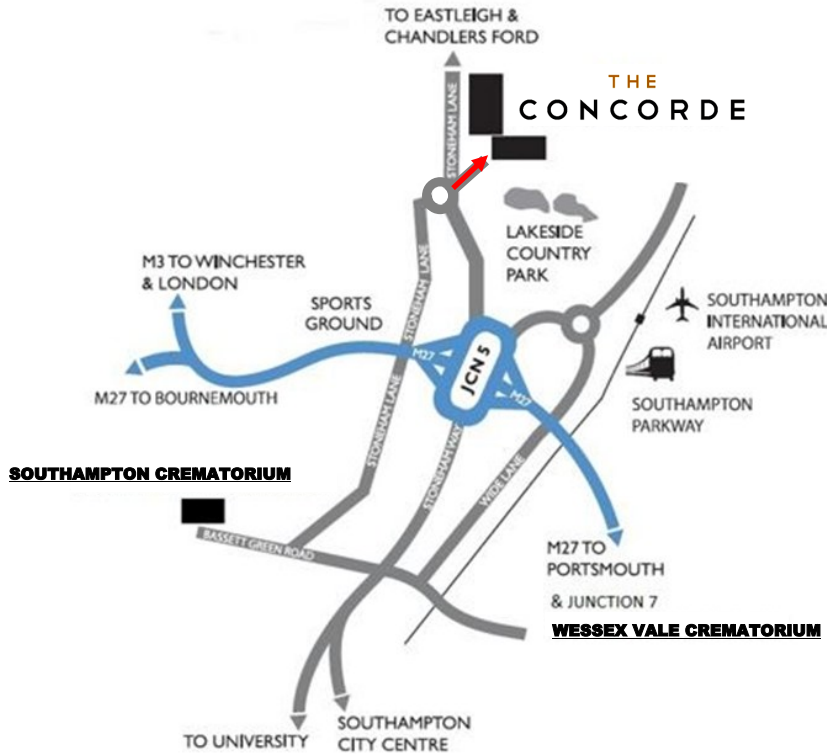 TO EASTLEIGH &
CHANDLERS FORD
THE
CONCORDE
STONEHAM LANE
LAKESIDE
COUNTRY
PARK
M3 TO WINCHESTER
& LONDON
SPORTS
GROUND
STONEHAM LANE
SOUTHAMPTON
INTERNATIONAL
AIRPORT
M27
JCN 5
M27
M27 TO BOURNEMOUTH
SOUTHAMPTON
PARKWAY
STONEHAM LANE
STONEHAM WAY
WIDE LANE
SOUTHAMPTON CREMATORIUM
BASSETT GREEN ROAD
M27 TO
PORTSMOUTH
& JUNCTION 7
WESSEX VALE CREMATORIUM
TO UNIVERSITY
SOUTHAMPTON
CITY CENTRE